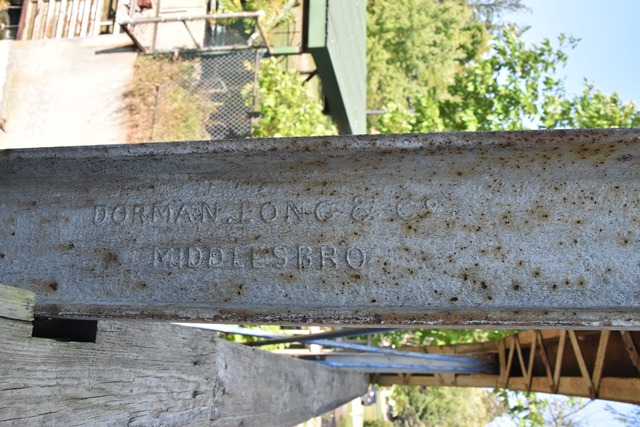 DORMAN. LONG & Co.
MIDDLESBRO